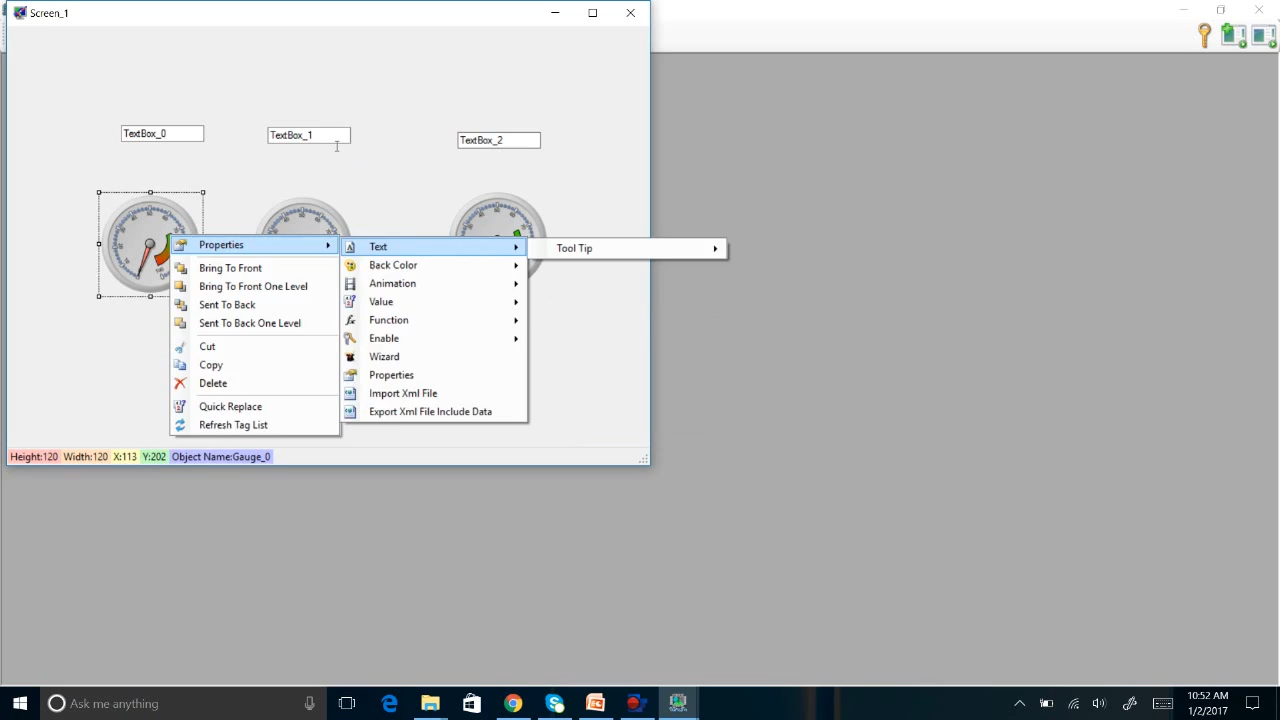 Screen_1
TextBox_0
TextBox_1
TextBox_2
Properties
Bring To Front
Bring To Front One Level
Sent To Back
Sent To Back One Level
Cut
Copy
Delete
Quick Replace
Refresh Tag List
Text
Back Color
Animation
Value
Function
Enable
Wizard
Properties
Import Xml File
Export Xml File Include Data
Tool Tip
Height:120 Width:120 X:113 Y:202 Object Name:Gauge_0
Ask me anything
10:52 AM
1/2/2017